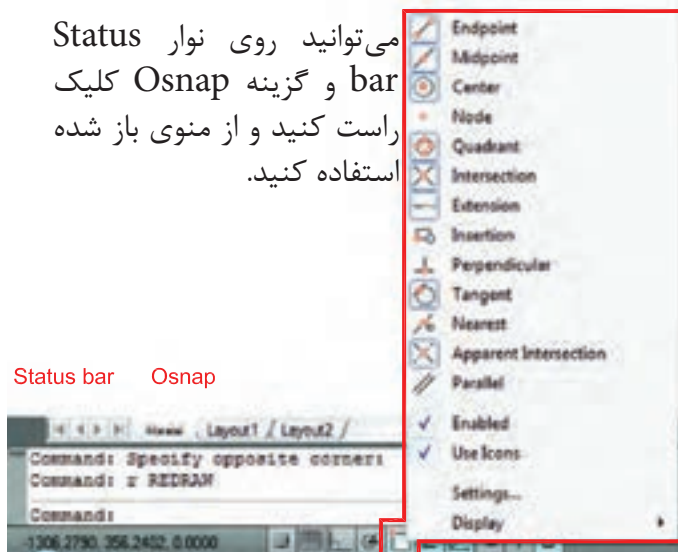 می‌توانید روی نوار Status
bar و گزینه Osnap کلیک
راست کنید و از منوی باز شده
استفاده کنید.
Endpoint
Midpoint
Center
Node
Quadrant
Intersection
Extension
Insertion
Perpendicular
Tangent
Nearest
Apparent Intersection
Parallel
Enabled
Use Icons
Settings...
Display
Status bar Osnap
Layout1 / Layout2 /
Command: Specify opposite corner:
Command: r REDRAW
Command:
-1306.2790, 356.2402, 0.0000